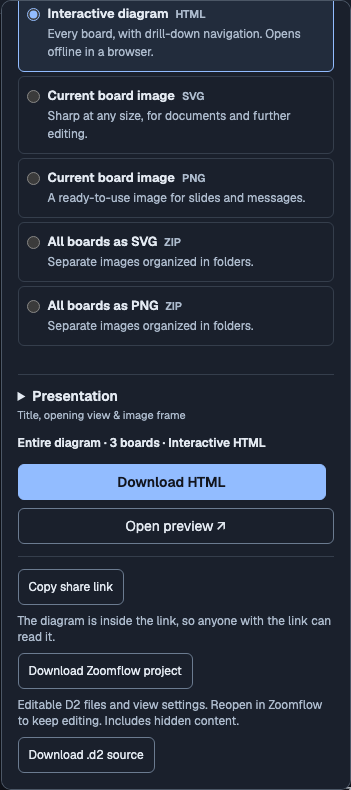 Interactive diagram HTML
Every board, with drill-down navigation. Opens
offline in a browser.
Current board image SVG
Sharp at any size, for documents and further
editing.
Current board image PNG
A ready-to-use image for slides and messages.
All boards as SVG ZIP
Separate images organized in folders.
All boards as PNG ZIP
Separate images organized in folders.
▶ Presentation
Title, opening view & image frame
Entire diagram · 3 boards · Interactive HTML
Download HTML
Open preview ↗
Copy share link
The diagram is inside the link, so anyone with the link can
read it.
Download Zoomflow project
Editable D2 files and view settings. Reopen in Zoomflow
to keep editing. Includes hidden content.
Download .d2 source